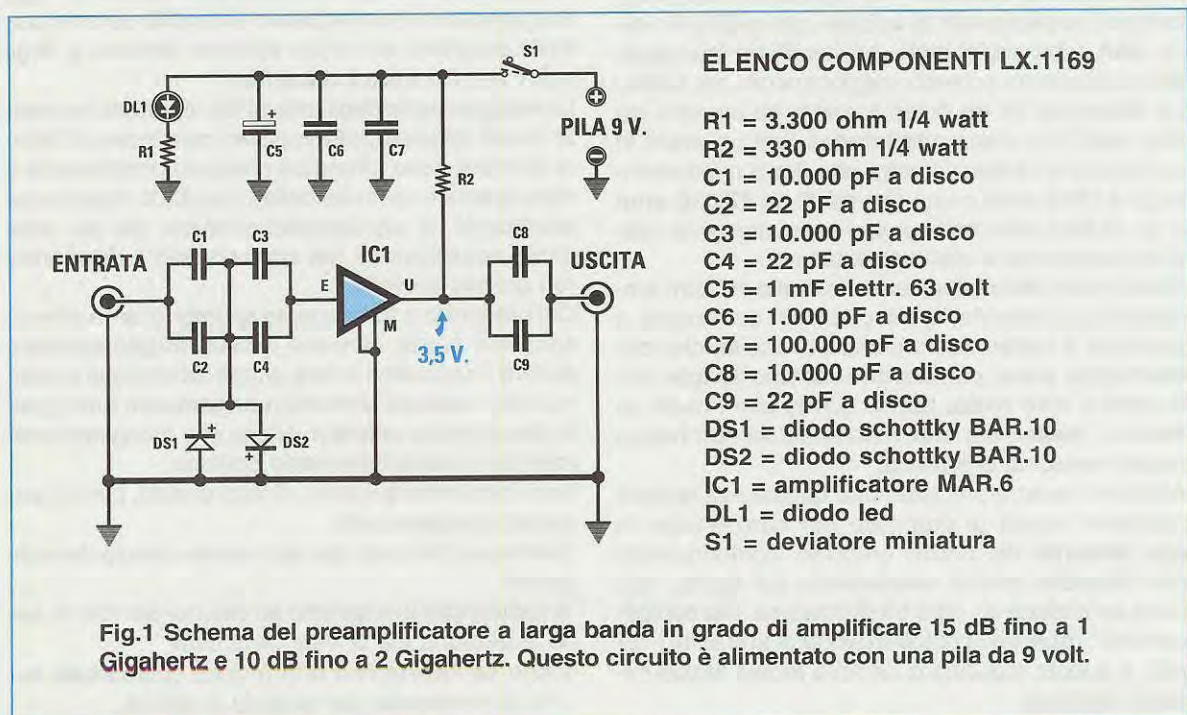 S1
DL1
R1
C5
C6
C7
R2
PILA 9 V.
ENTRATA
C1
C3
C2
C4
E
IC1
U
M
3,5 V.
C8
C9
USCITA
DS1
DS2
ELENCO COMPONENTI LX.1169
R1 = 3.300 ohm 1/4 watt
R2 = 330 ohm 1/4 watt
C1 = 10.000 pF a disco
C2 = 22 pF a disco
C3 = 10.000 pF a disco
C4 = 22 pF a disco
C5 = 1 mF elettr. 63 volt
C6 = 1.000 pF a disco
C7 = 100.000 pF a disco
C8 = 10.000 pF a disco
C9 = 22 pF a disco
DS1 = diodo schottky BAR.10
DS2 = diodo schottky BAR.10
IC1 = amplificatore MAR.6
DL1 = diodo led
S1 = deviatore miniatura
Fig.1 Schema del preamplificatore a larga banda in grado di amplificare 15 dB fino a 1
Gigahertz e 10 dB fino a 2 Gigahertz. Questo circuito è alimentato con una pila da 9 volt.